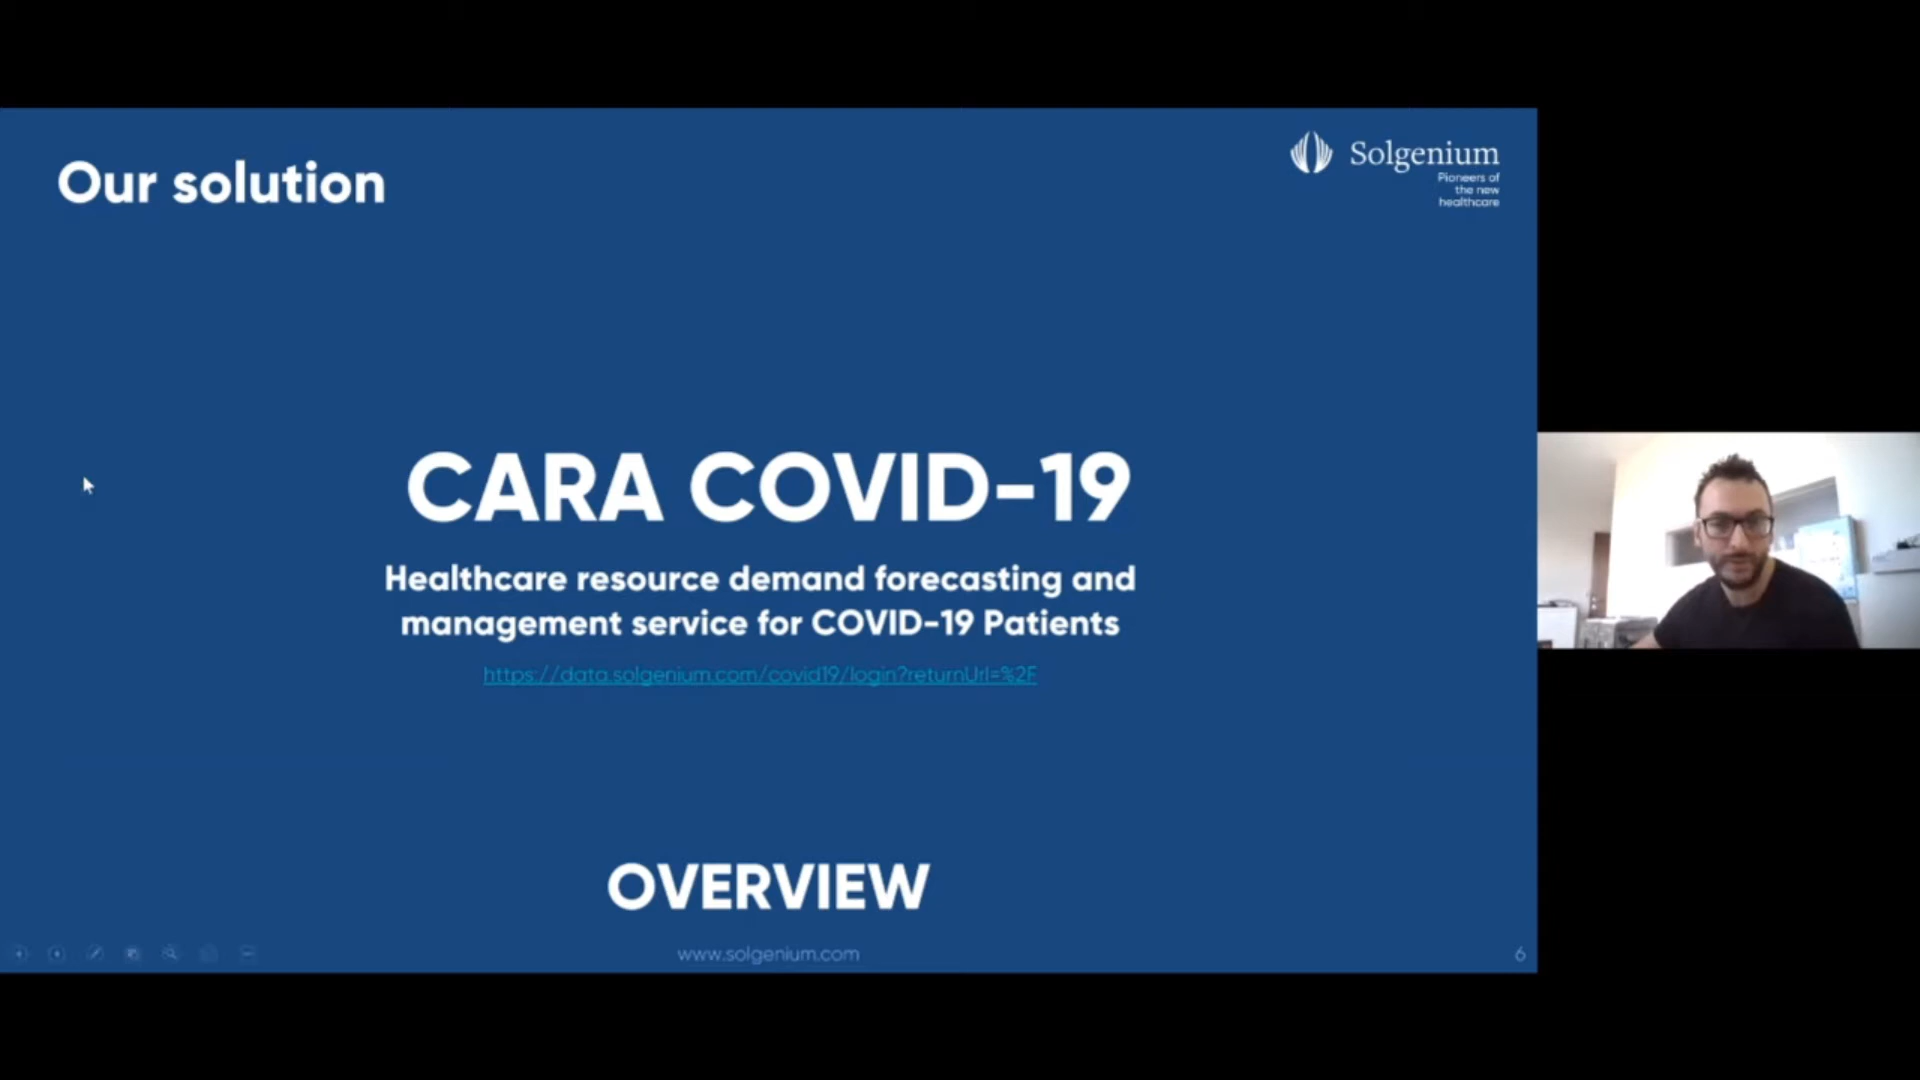 Our solution
Solgenium
Pioneers of
the new
healthcare
CARA COVID-19
Healthcare resource demand forecasting and
management service for COVID-19 Patients
https://data.solgenium.com/covid19/login?returnUrl=%2F
OVERVIEW
www.solgenium.com
6